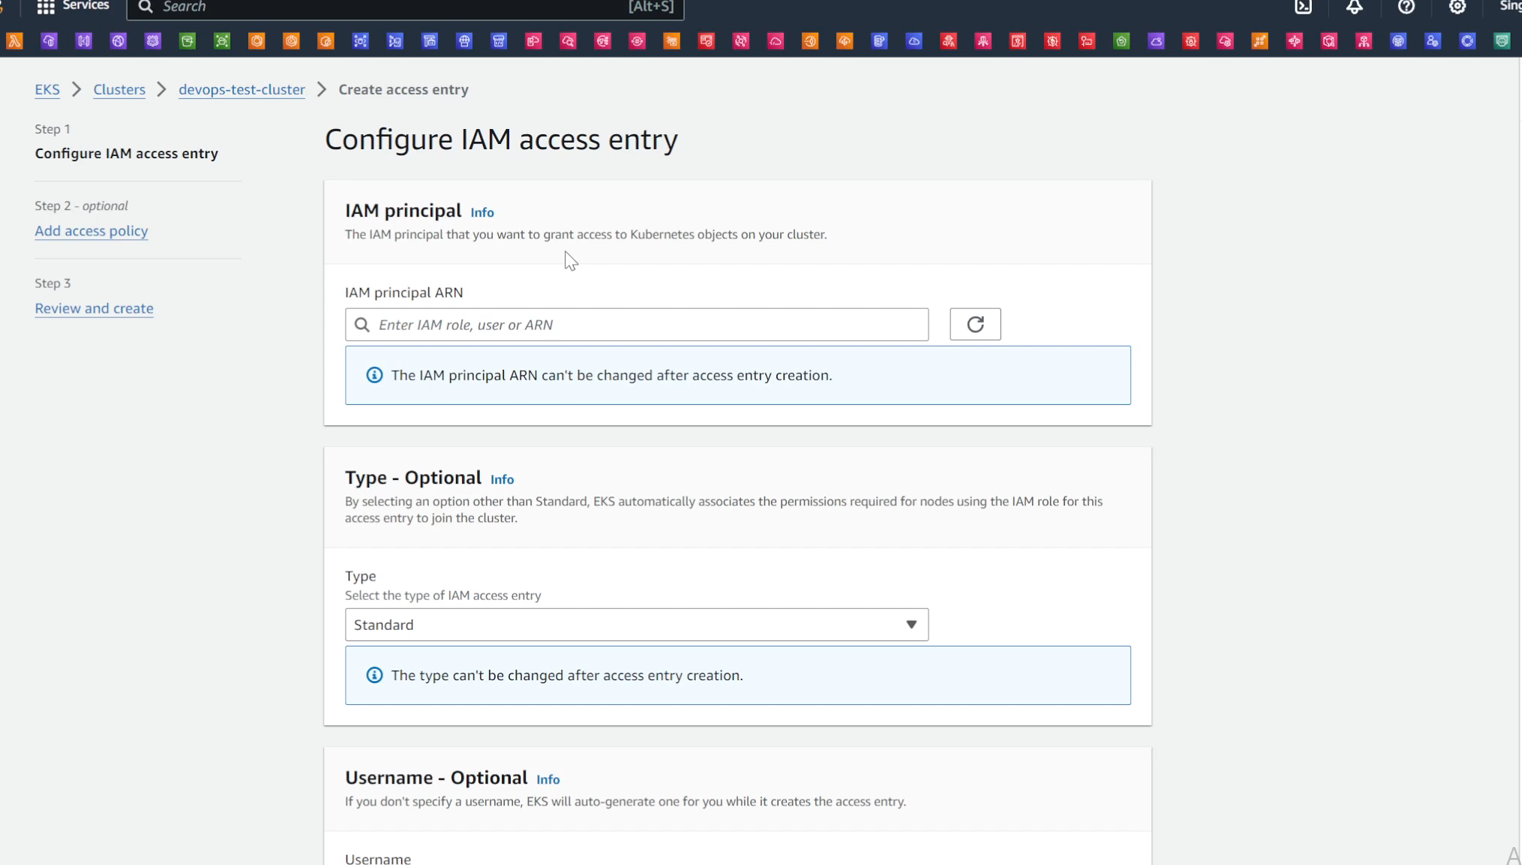 Services
Search
[Alt+S]
EKS
Clusters
devops-test-cluster
Create access entry
Step 1
Configure IAM access entry
Step 2 - optional
Add access policy
Step 3
Review and create
Configure IAM access entry
IAM principal Info
The IAM principal that you want to grant access to Kubernetes objects on your cluster.
IAM principal ARN
Enter IAM role, user or ARN
The IAM principal ARN can't be changed after access entry creation.
Type - Optional Info
By selecting an option other than Standard, EKS automatically associates the permissions required for nodes using the IAM role for this
access entry to join the cluster.
Type
Select the type of IAM access entry
Standard
The type can't be changed after access entry creation.
Username - Optional Info
If you don't specify a username, EKS will auto-generate one for you while it creates the access entry.
Username